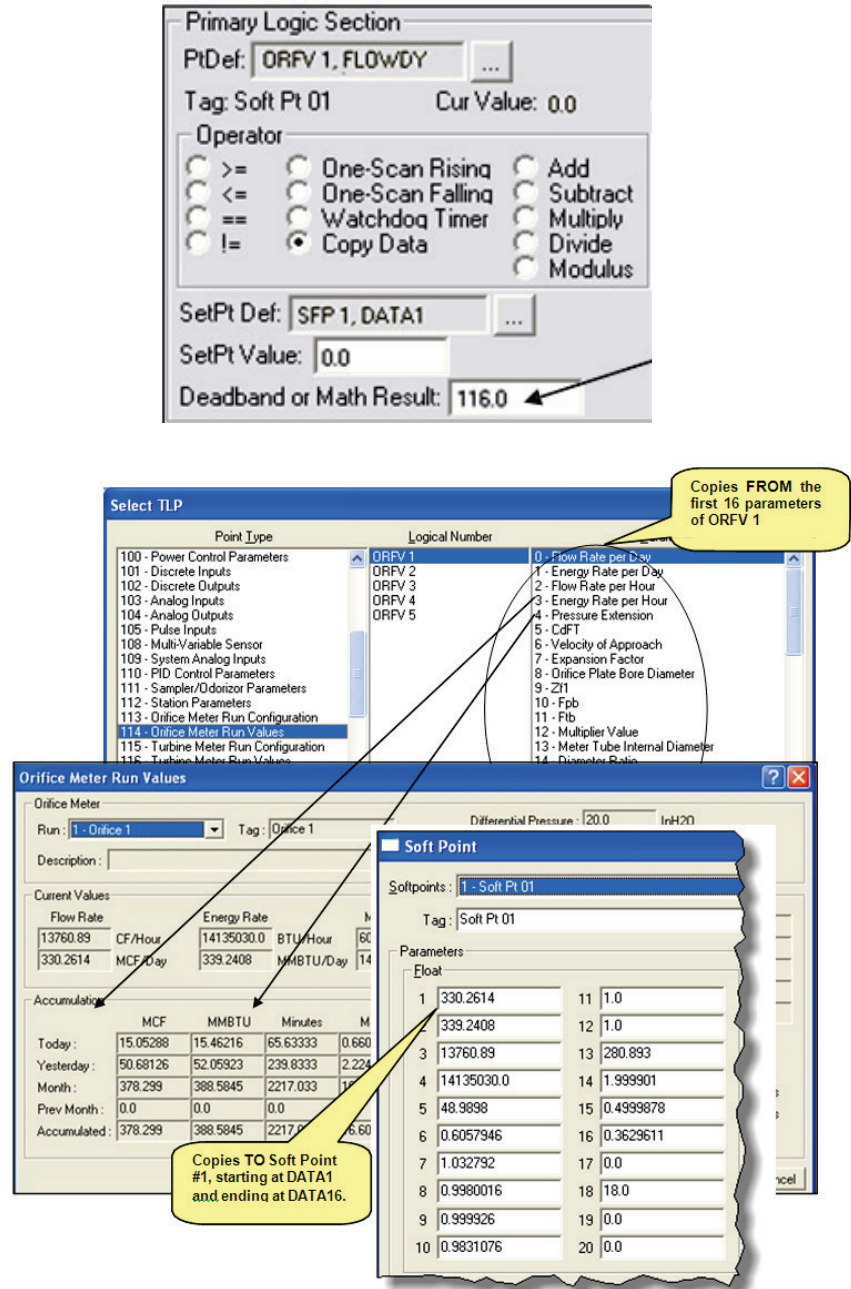 Primary Logic Section
PtDef: ORFV 1, FLOWDY ...
Tag: Soft Pt 01 Cur Value: 0.0
Operator
>= One-Scan Rising Add
<= One-Scan Falling Subtract
== Watchdog Timer Multiply
!= Copy Data Divide
Modulus
SetPt Def: SFP 1, DATA1 ...
SetPt Value: 0.0
Deadband or Math Result: 116.0
Copies FROM the
first 16 parameters
of ORFV 1
Select TLP
Point Type Logical Number
100 - Power Control Parameters ORFV 1 0 - Flow Rate per Day
101 - Discrete Inputs ORFV 2 1 - Energy Rate per Day
102 - Discrete Outputs ORFV 3 2 - Flow Rate per Hour
103 - Analog Inputs ORFV 4 3 - Energy Rate per Hour
104 - Analog Outputs ORFV 5 4 - Pressure Extension
105 - Pulse Inputs 5 - CdFT
108 - Multi-Variable Sensor 6 - Velocity of Approach
109 - System Analog Inputs 7 - Expansion Factor
110 - PID Control Parameters 8 - Orifice Plate Bore Diameter
111 - Sampler/Odorizor Parameters 9 - Zf1
112 - Station Parameters 10 - Fpb
113 - Orifice Meter Run Configuration 11 - Ftb
114 - Orifice Meter Run Values 12 - Multiplier Value
115 - Turbine Meter Run Configuration 13 - Meter Tube Internal Diameter
116 - Turbine Meter Run Values 14 - Diameter Ratio
Orifice Meter Run Values
Orifice Meter
Run : 1 - Orifice 1 Tag : Orifice 1 Differential Pressure : 20.0 InH2O
Description :
Current Values
Flow Rate Energy Rate M
13760.89 CF/Hour 14135030.0 BTU/Hour 60
330.2614 MCF/Day 339.2408 MMBTU/Day 14
Accumulation
MCF MMBTU Minutes M
Today : 15.05288 15.46216 65.63333 0.660
Yesterday : 50.68126 52.05923 239.8333 2.224
Month : 378.299 388.5845 2217.033
Prev Month : 0.0 0.0 0.0
Accumulated : 378.299 388.5845
Copies TO Soft Point
#1, starting at DATA1
and ending at DATA16.
Soft Point
Softpoints : 1 - Soft Pt 01
Tag : Soft Pt 01
Parameters
Float
1 330.2614 11 1.0
2 339.2408 12 1.0
3 13760.89 13 280.893
4 14135030.0 14 1.999901
5 48.9898 15 0.4999878
6 0.6057946 16 0.3629611
7 1.032792 17 0.0
8 0.9980016 18 18.0
9 0.999926 19 0.0
10 0.9831076 20 0.0
ncel